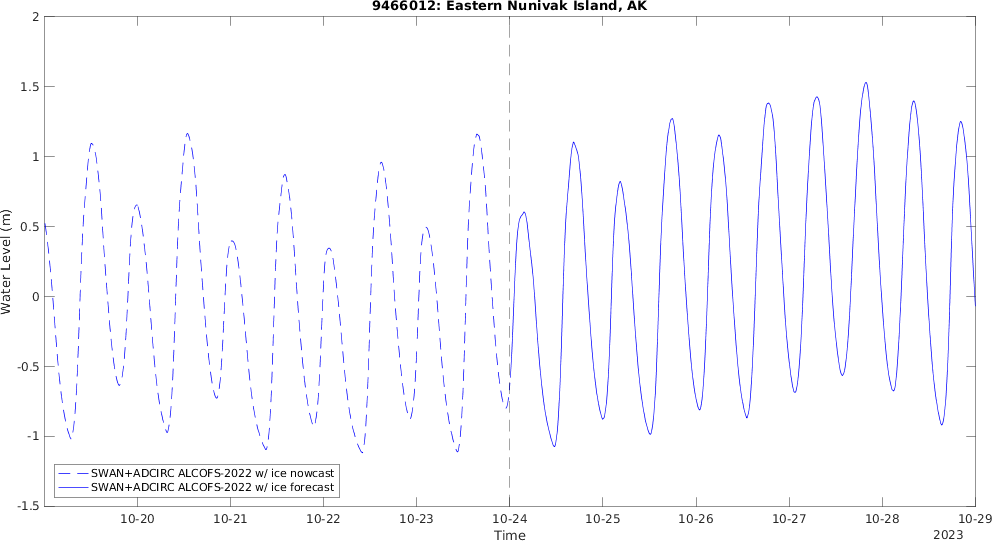 9466012: Eastern Nunivak Island, AK
2
1.5
1
0.5
0
-0.5
-1
-1.5
Water Level (m)
SWAN+ADCIRC ALCOFS-2022 w/ ice nowcast
SWAN+ADCIRC ALCOFS-2022 w/ ice forecast
10-20 10-21 10-22 10-23 10-24 10-25 10-26 10-27 10-28 10-29
Time
2023